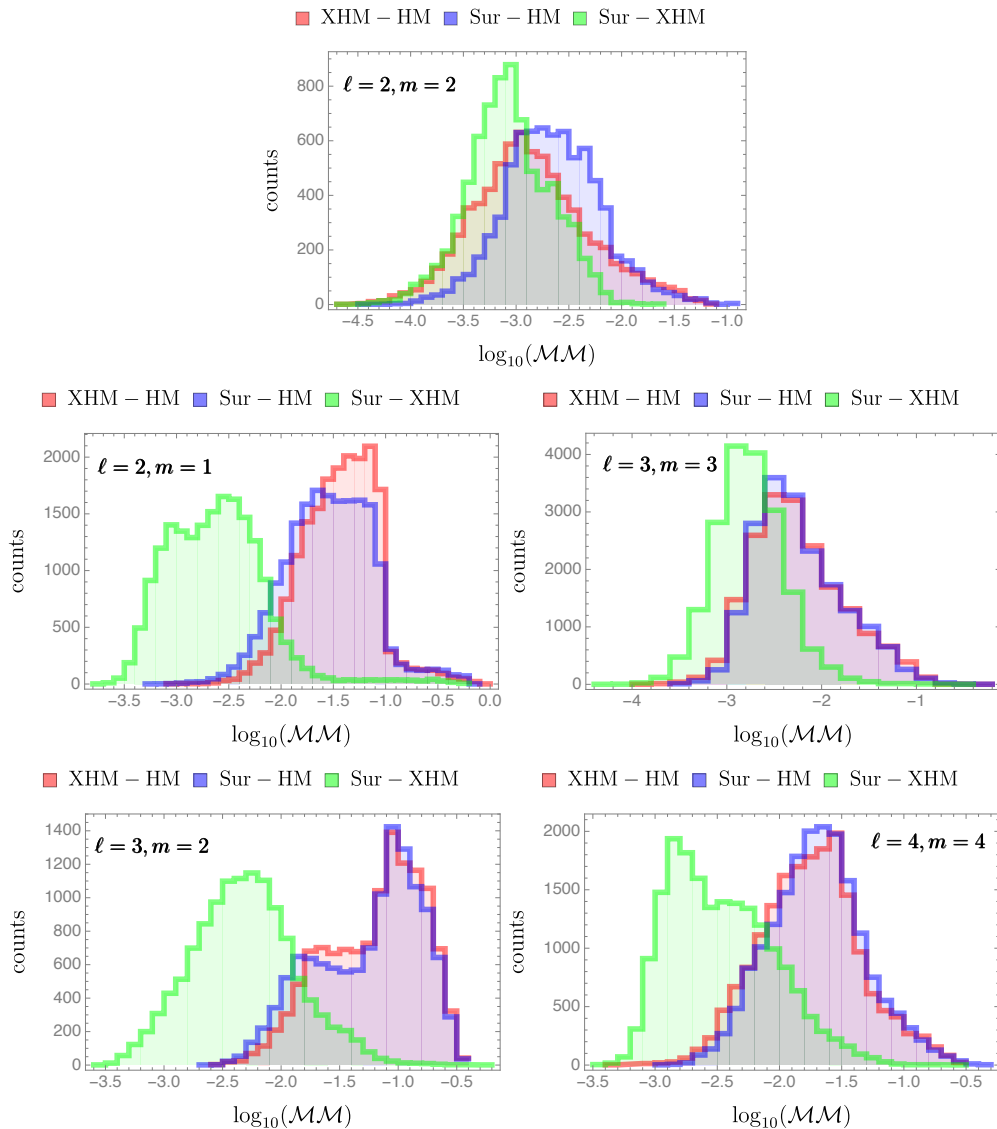 XHM − HM Sur − HM Sur − XHM
ℓ = 2, m = 2
counts
800
600
400
200
0
−4.5 −4.0 −3.5 −3.0 −2.5 −2.0 −1.5 −1.0
log₁₀(ℳℳ)
XHM − HM Sur − HM Sur − XHM
ℓ = 2, m = 1
counts
2000
1500
1000
500
0
−3.5 −3.0 −2.5 −2.0 −1.5 −1.0 −0.5 0.0
log₁₀(ℳℳ)
XHM − HM Sur − HM Sur − XHM
ℓ = 3, m = 3
counts
4000
3000
2000
1000
0
−4 −3 −2 −1
log₁₀(ℳℳ)
XHM − HM Sur − HM Sur − XHM
ℓ = 3, m = 2
counts
1400
1200
1000
800
600
400
200
0
−3.5 −3.0 −2.5 −2.0 −1.5 −1.0 −0.5
log₁₀(ℳℳ)
XHM − HM Sur − HM Sur − XHM
ℓ = 4, m = 4
counts
2000
1500
1000
500
0
−3.5 −3.0 −2.5 −2.0 −1.5 −1.0 −0.5
log₁₀(ℳℳ)